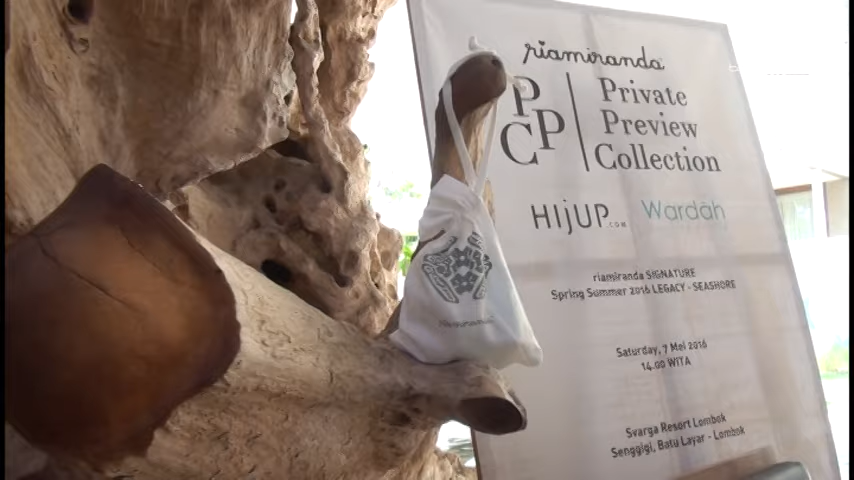 riamiranda
PPCP
Private
Preview
Collection
HIJUP.COM
Wardah
riamiranda SIGNATURE
Spring Summer 2016 LEGACY - SEASHORE
Saturday, 7 Mei 2016
14.00 WITA
Svarga Resort Lombok
Senggigi, Batu Layar - Lombok